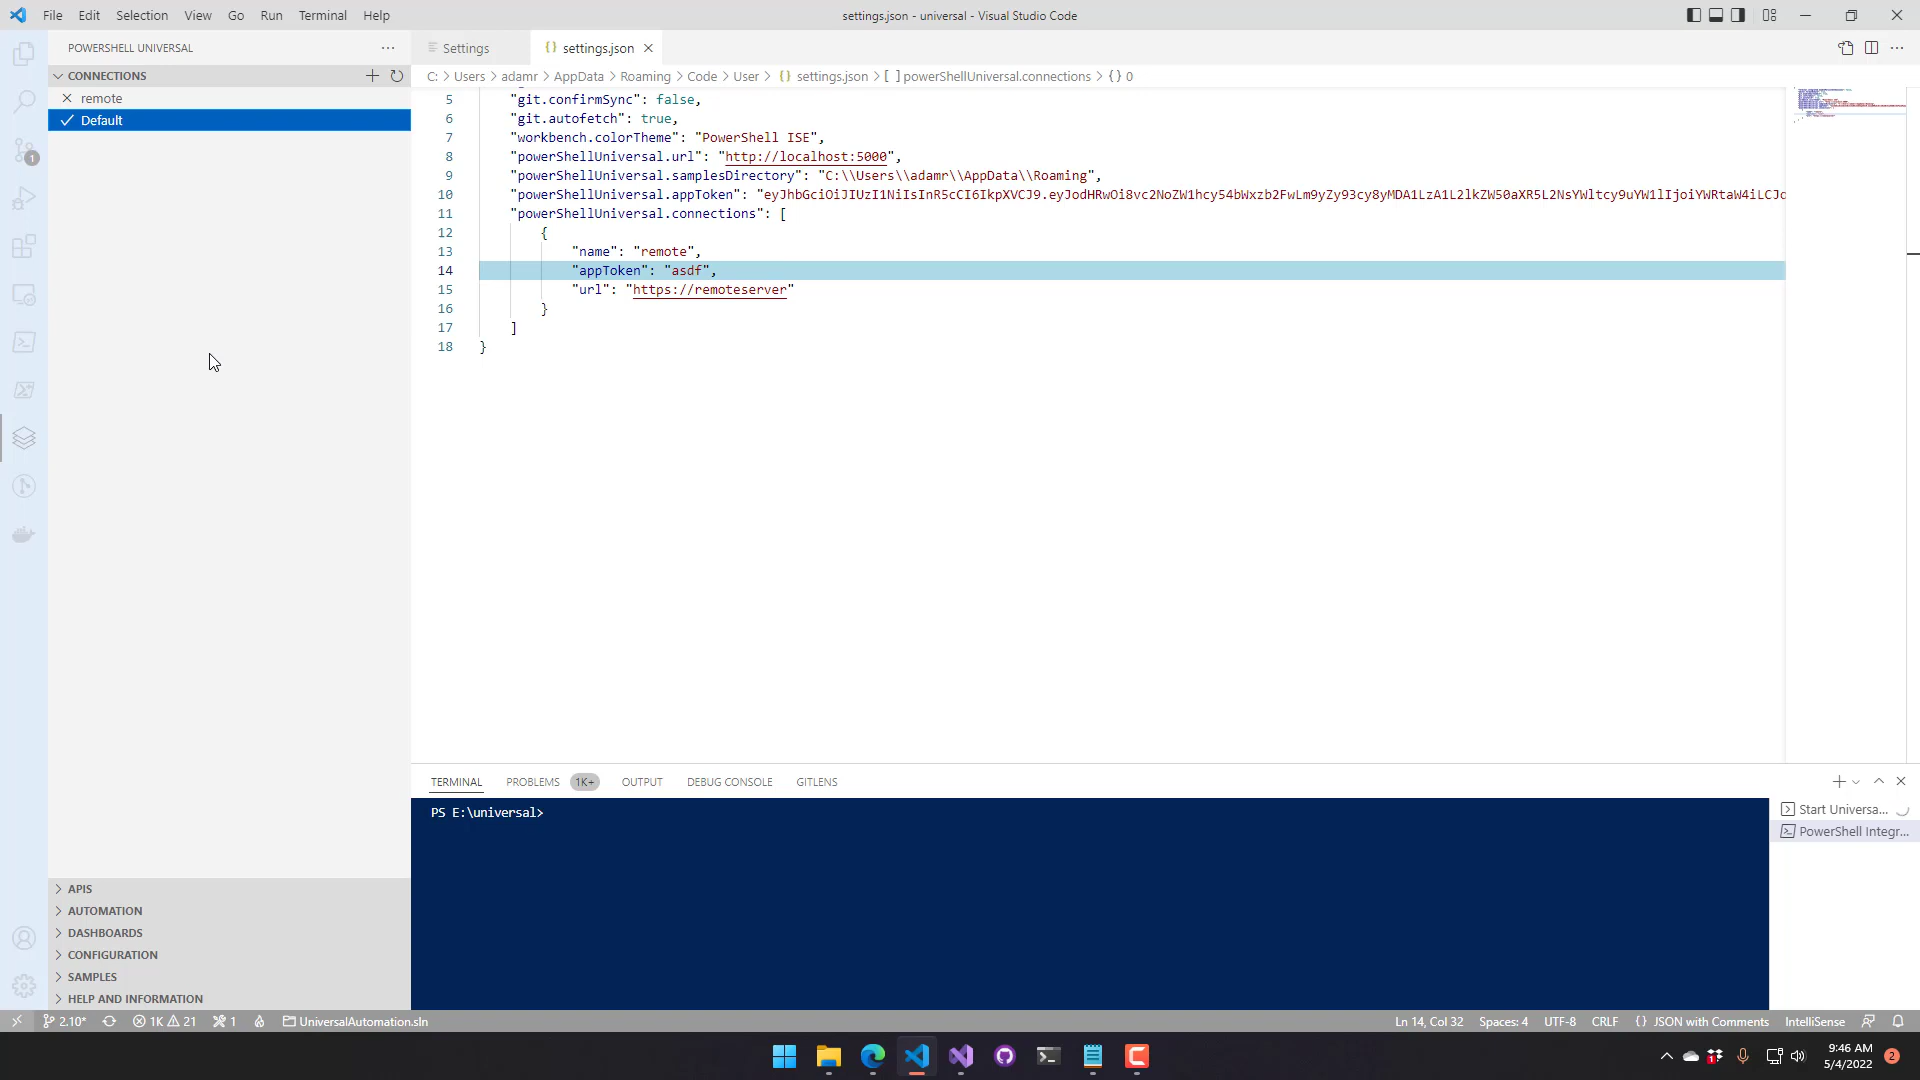 File Edit Selection View Go Run Terminal Help
settings.json - universal - Visual Studio Code
POWERSHELL UNIVERSAL
CONNECTIONS
remote
Default
1
APIS
AUTOMATION
DASHBOARDS
CONFIGURATION
SAMPLES
HELP AND INFORMATION
Settings
{} settings.json
C: > Users > adamr > AppData > Roaming > Code > User > {} settings.json > [ ] powerShellUniversal.connections > {} 0
5 "git.confirmSync": false,
6 "git.autofetch": true,
7 "workbench.colorTheme": "PowerShell ISE",
8 "powerShellUniversal.url": "http://localhost:5000",
9 "powerShellUniversal.samplesDirectory": "C:\\Users\\adamr\\AppData\\Roaming",
10 "powerShellUniversal.appToken":
11 "powerShellUniversal.connections": [
12 {
13 "name": "remote",
14 "appToken": "asdf",
15 "url": "https://remoteserver"
16 }
17 ]
18 }
TERMINAL PROBLEMS 1K+ OUTPUT DEBUG CONSOLE GITLENS
PS E:\universal>
Start Universa...
PowerShell Integr...
2.10* 1K 21 1 UniversalAutomation.sln
Ln 14, Col 32 Spaces: 4 UTF-8 CRLF {} JSON with Comments IntelliSense
9:46 AM
5/4/2022
2